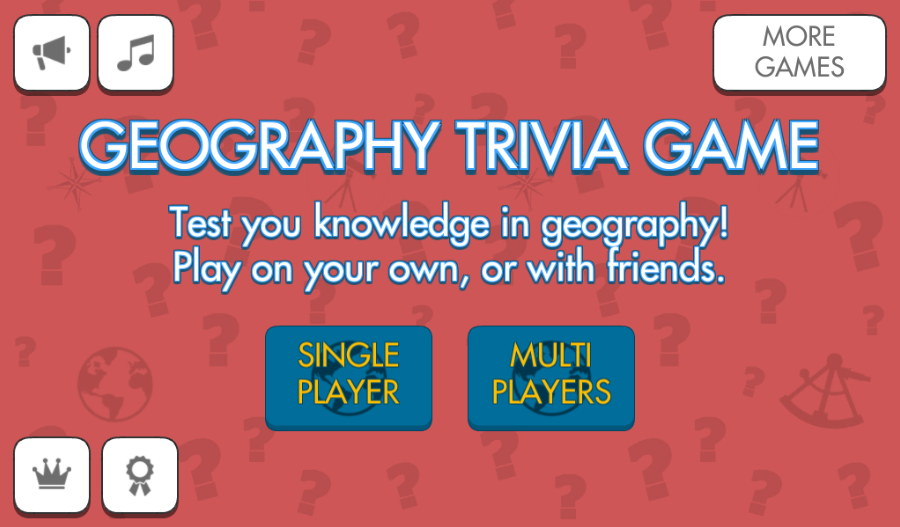 MORE
GAMES
GEOGRAPHY TRIVIA GAME
Test you knowledge in geography!
Play on your own, or with friends.
SINGLE
PLAYER
MULTI
PLAYERS